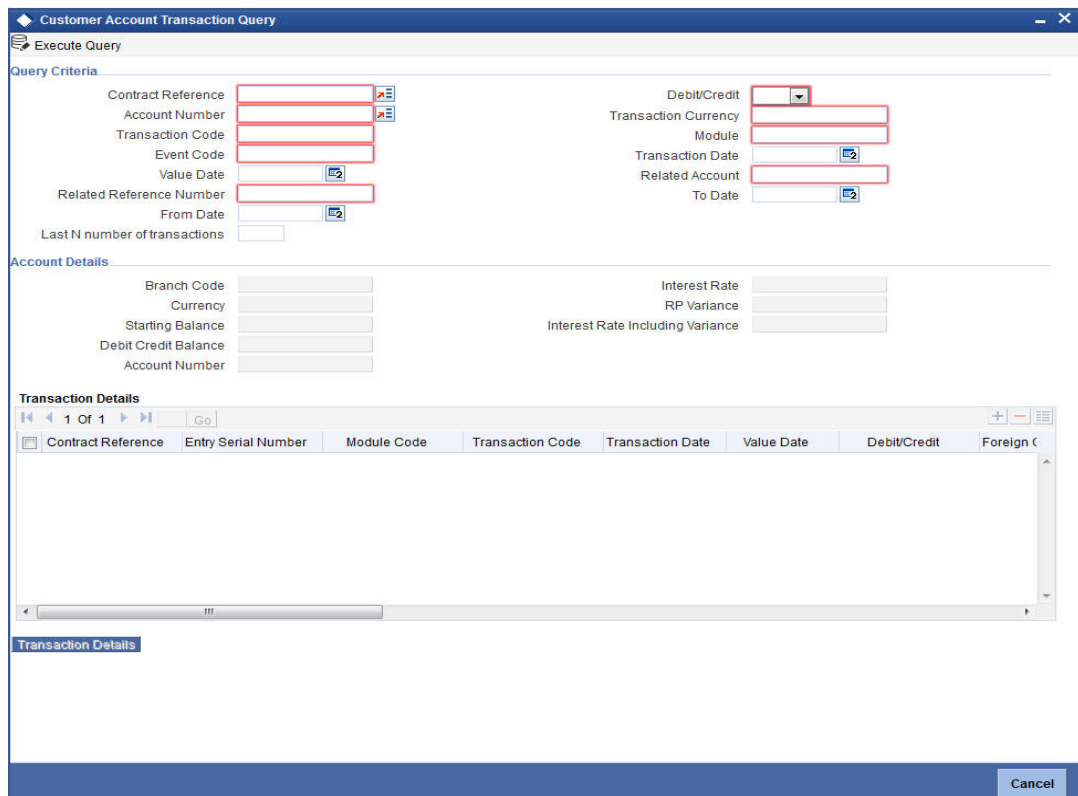 Customer Account Transaction Query
Execute Query
Query Criteria
Contract Reference
Account Number
Transaction Code
Event Code
Value Date
Related Reference Number
From Date
Last N number of transactions
Debit/Credit
Transaction Currency
Module
Transaction Date
Related Account
To Date
Account Details
Branch Code
Currency
Starting Balance
Debit Credit Balance
Account Number
Interest Rate
RP Variance
Interest Rate Including Variance
Transaction Details
1 Of 1 Go
Contract Reference Entry Serial Number Module Code Transaction Code Transaction Date Value Date Debit/Credit Foreign
Transaction Details
Cancel